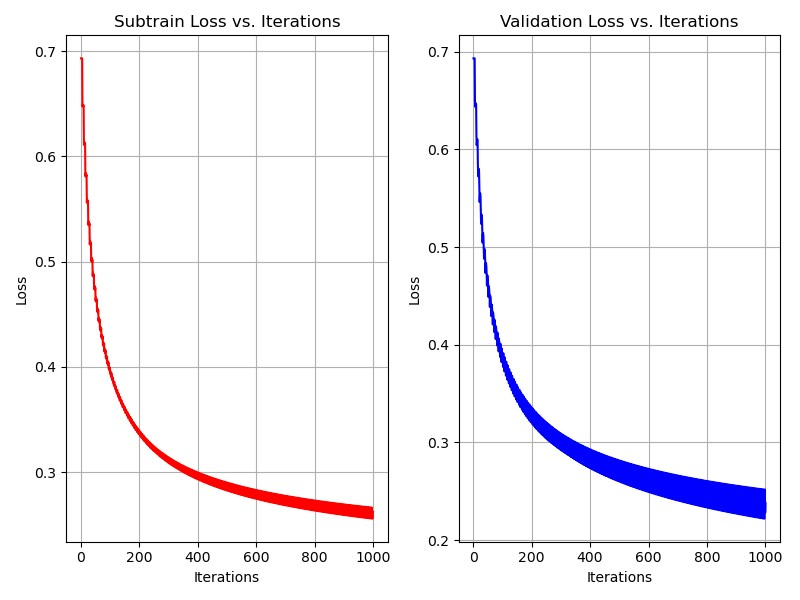 Subtrain Loss vs. Iterations
Loss
0.7
0.6
0.5
0.4
0.3
0 200 400 600 800 1000
Iterations
Validation Loss vs. Iterations
Loss
0.7
0.6
0.5
0.4
0.3
0.2
0 200 400 600 800 1000
Iterations